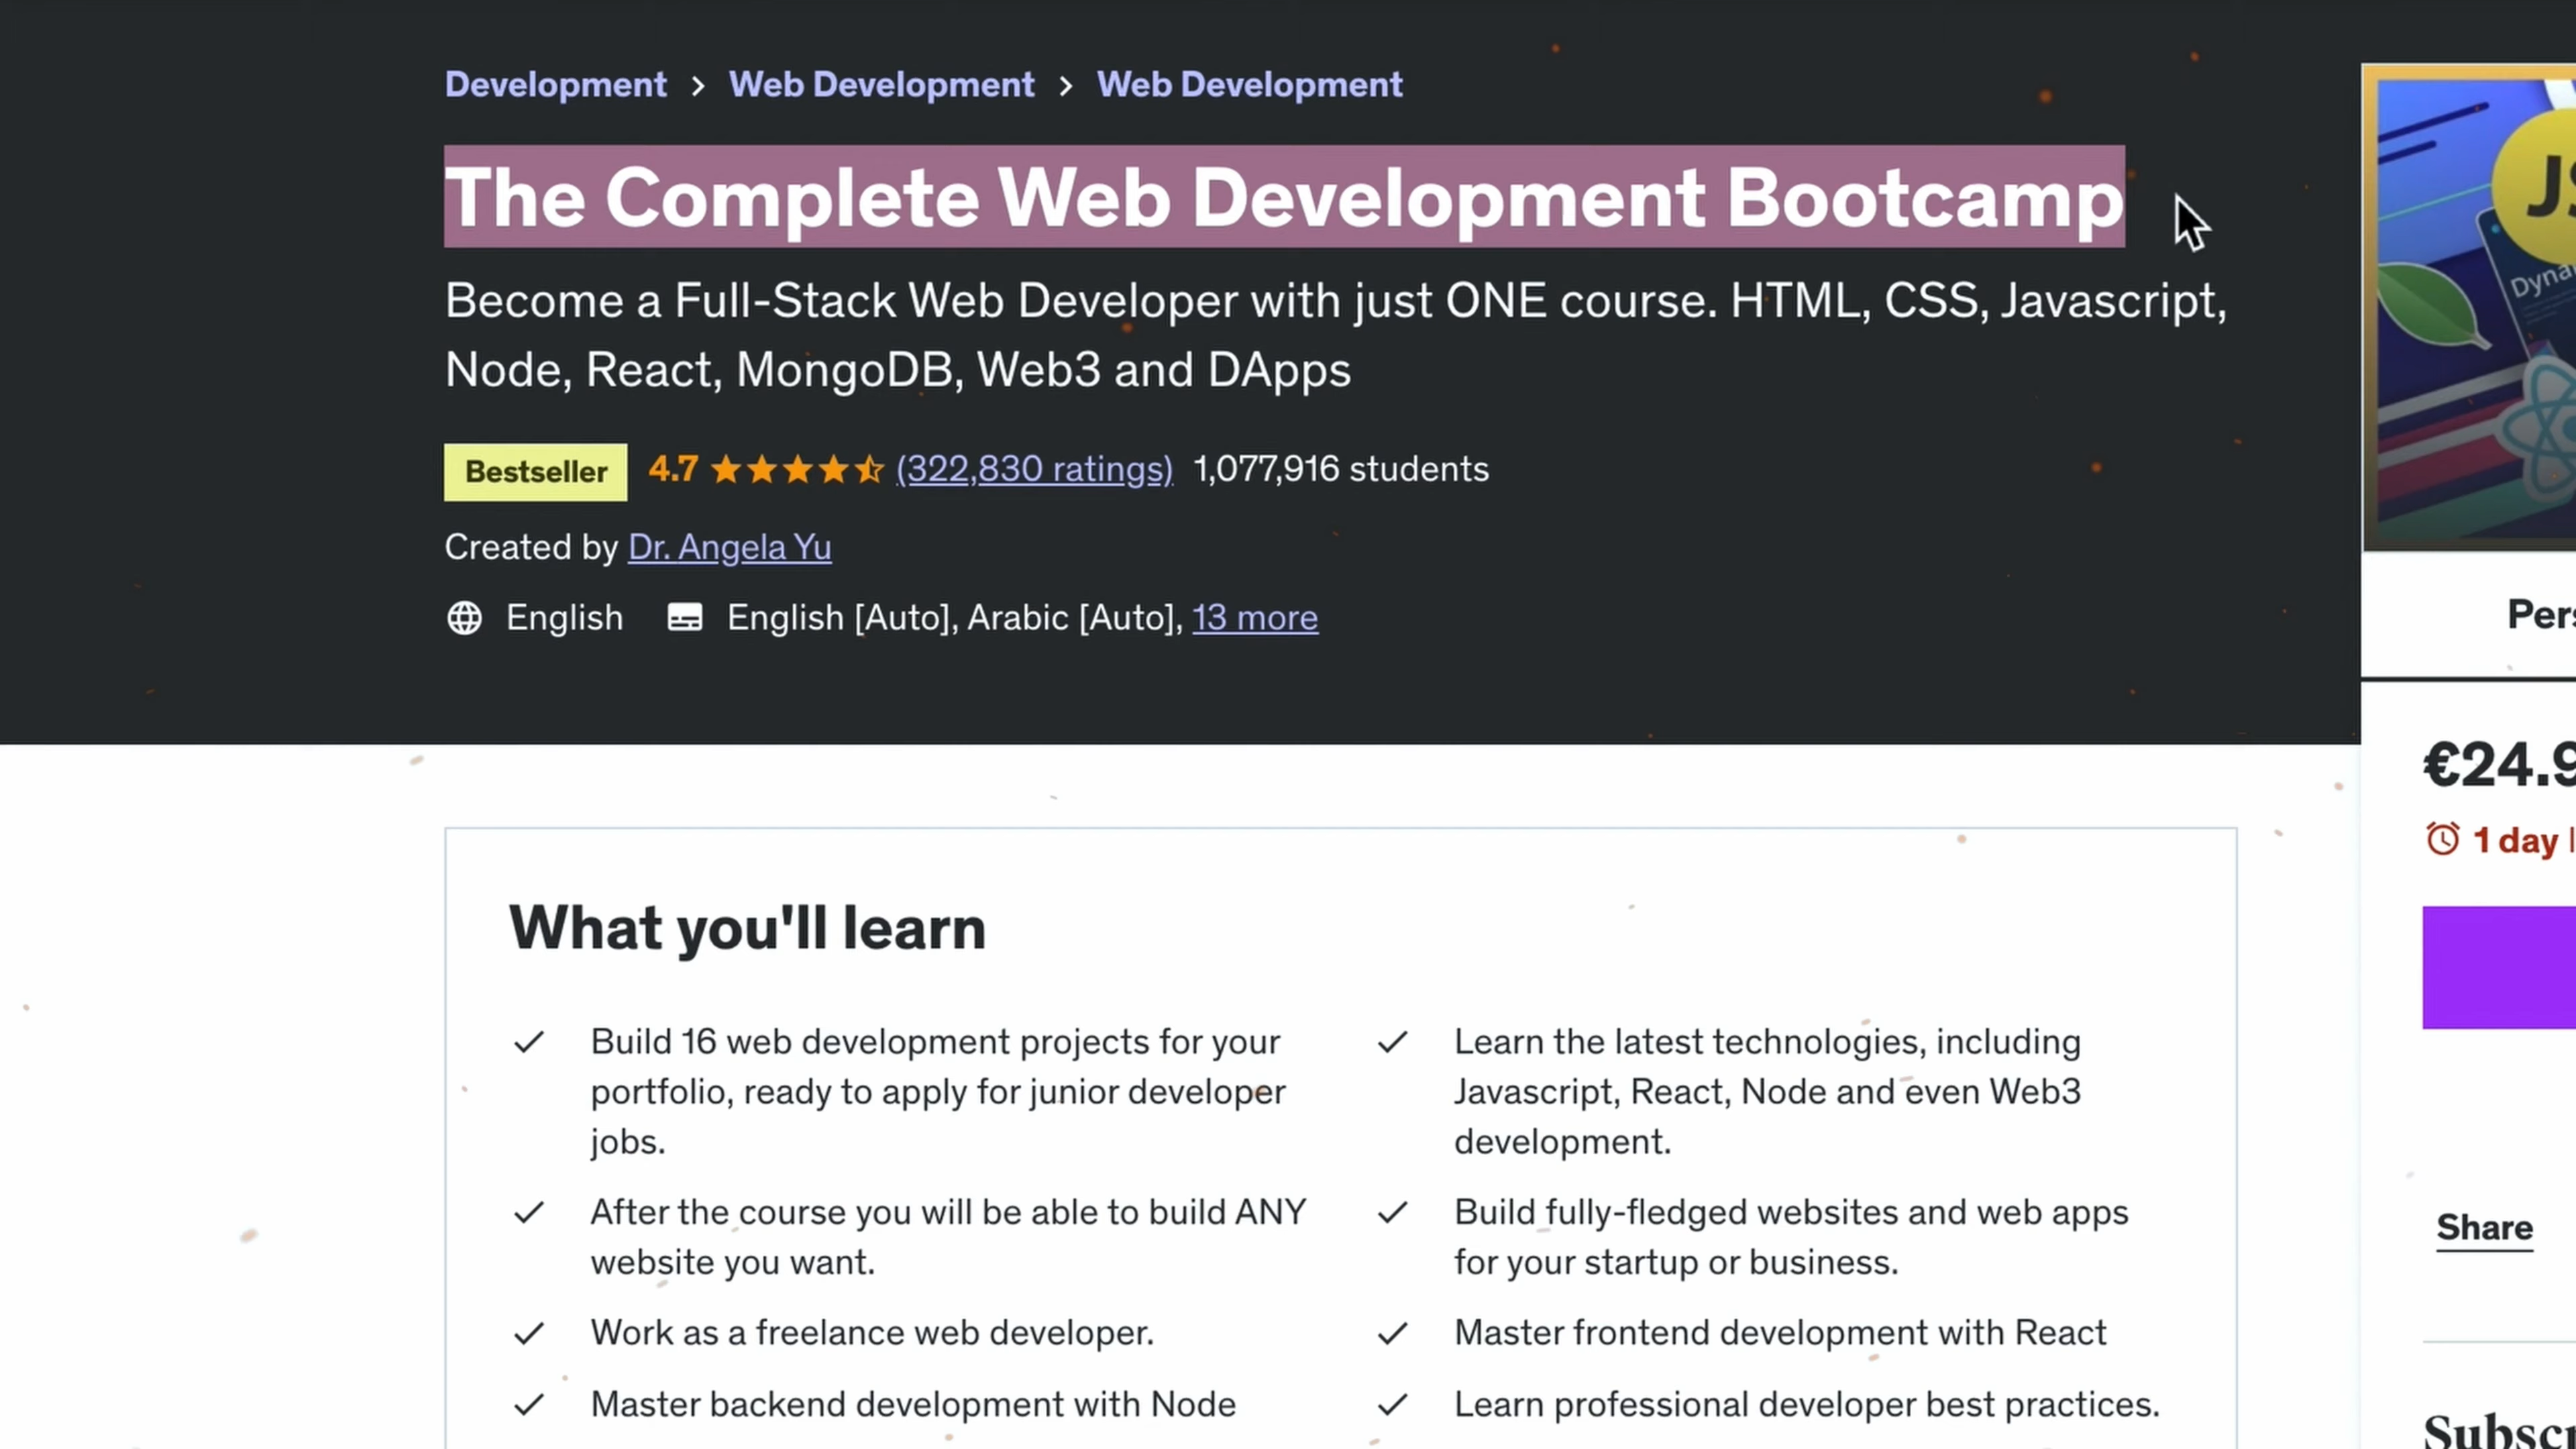 Development > Web Development > Web Development
The Complete Web Development Bootcamp
Become a Full-Stack Web Developer with just ONE course. HTML, CSS, Javascript,
Node, React, MongoDB, Web3 and DApps
Bestseller 4.7 (322,830 ratings) 1,077,916 students
Created by Dr. Angela Yu
English English [Auto], Arabic [Auto], 13 more
What you'll learn
Build 16 web development projects for your
portfolio, ready to apply for junior developer
jobs.
After the course you will be able to build ANY
website you want.
Work as a freelance web developer.
Master backend development with Node
Learn the latest technologies, including
Javascript, React, Node and even Web3
development.
Build fully-fledged websites and web apps
for your startup or business.
Master frontend development with React
Learn professional developer best practices.
JS
€24.9
1 day
Share